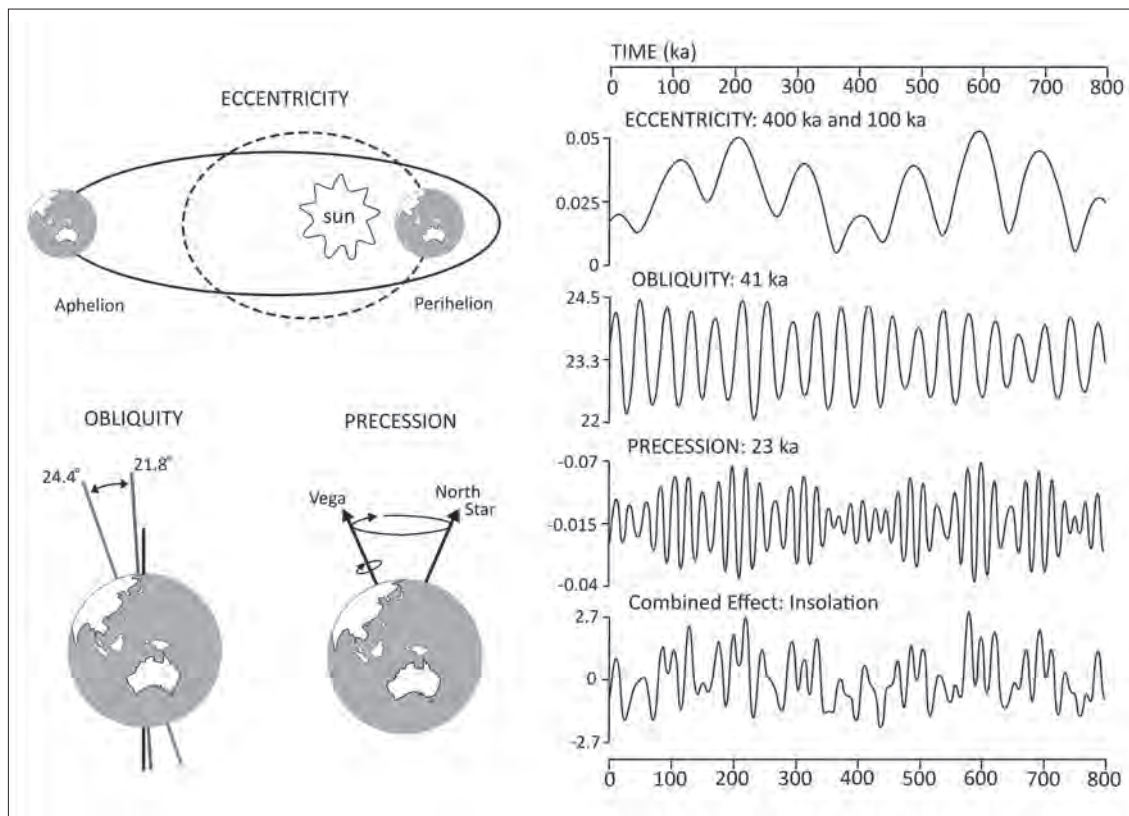 ECCENTRICITY
sun
Aphelion
Perihelion
OBLIQUITY
24.4°
21.8°
PRECESSION
Vega
North
Star
TIME (ka)
0 100 200 300 400 500 600 700 800
ECCENTRICITY: 400 ka and 100 ka
0.05
0.025
0
OBLIQUITY: 41 ka
24.5
23.3
22
PRECESSION: 23 ka
-0.07
-0.015
-0.04
Combined Effect: Insolation
2.7
0
-2.7
0 100 200 300 400 500 600 700 800